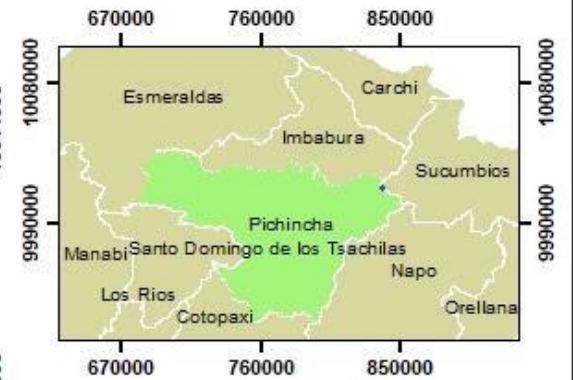 670000 760000 850000
10080000
9990000
Esmeraldas
Carchi
Imbabura
Sucumbios
Pichincha
Manabi
Santo Domingo de los Tsachilas
Napo
Los Rios
Cotopaxi
Orellana
10080000
9990000
670000 760000 850000